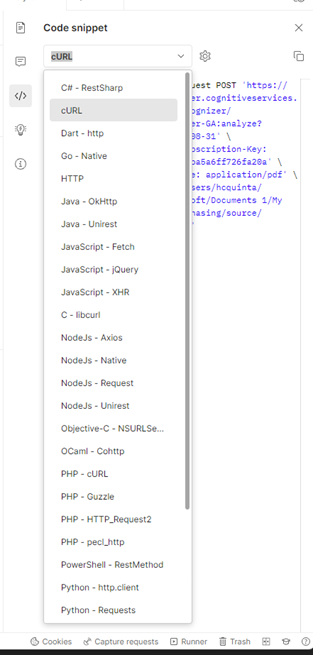 Code snippet
cURL
C# - RestSharp
cURL
Dart - http
Go - Native
HTTP
Java - OkHttp
Java - Unirest
JavaScript - Fetch
JavaScript - jQuery
JavaScript - XHR
C - libcurl
NodeJs - Axios
NodeJs - Native
NodeJs - Request
NodeJs - Unirest
Objective-C - NSURLSe...
OCaml - Cohttp
PHP - cURL
PHP - Guzzle
PHP - HTTP_Request2
PHP - pecl_http
PowerShell - RestMethod
Python - http.client
Python - Requests
uest POST 'https://
er.cognitiveservices.
ognizer/
er-GA:analyze?
08-31' \
bscription-Key:
ba5a6ff726fa20a' \
e: application/pdf' \
sers/hcquinta/
oft/Documents 1/My
hasing/source/
Cookies Capture requests Runner Trash